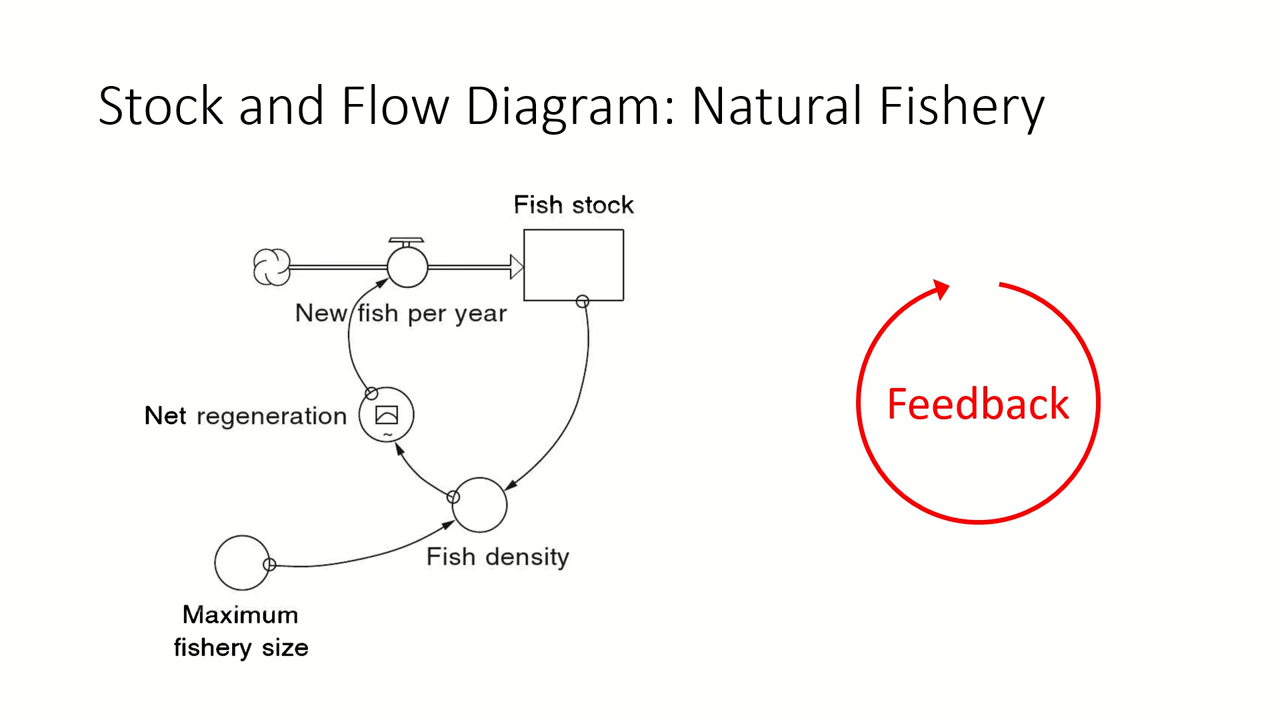 Stock and Flow Diagram: Natural Fishery
Fish stock
New fish per year
Net regeneration
~
Feedback
Fish density
Maximum
fishery size